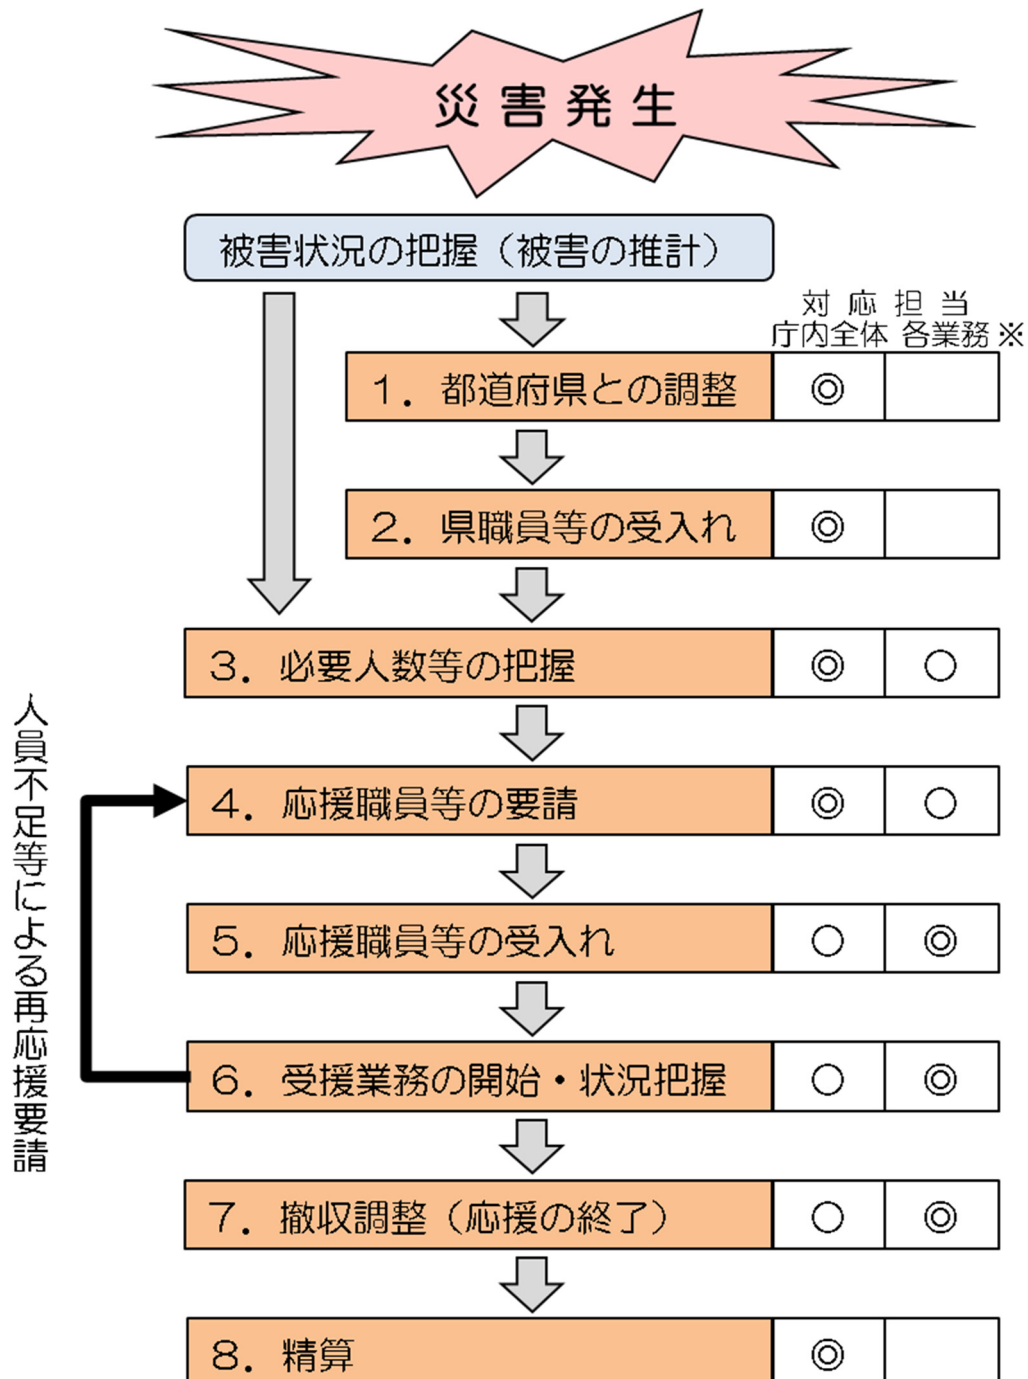 災害発生
被害状況の把握（被害の推計）
対応担当
庁内全体 各業務※
１．都道府県との調整 ◎
２．県職員等の受入れ ◎
３．必要人数等の把握 ◎ ○
４．応援職員等の要請 ◎ ○
５．応援職員等の受入れ ○ ◎
６．受援業務の開始・状況把握 ○ ◎
７．撤収調整（応援の終了） ○ ◎
８．精算 ◎
人員不足等による再応援要請